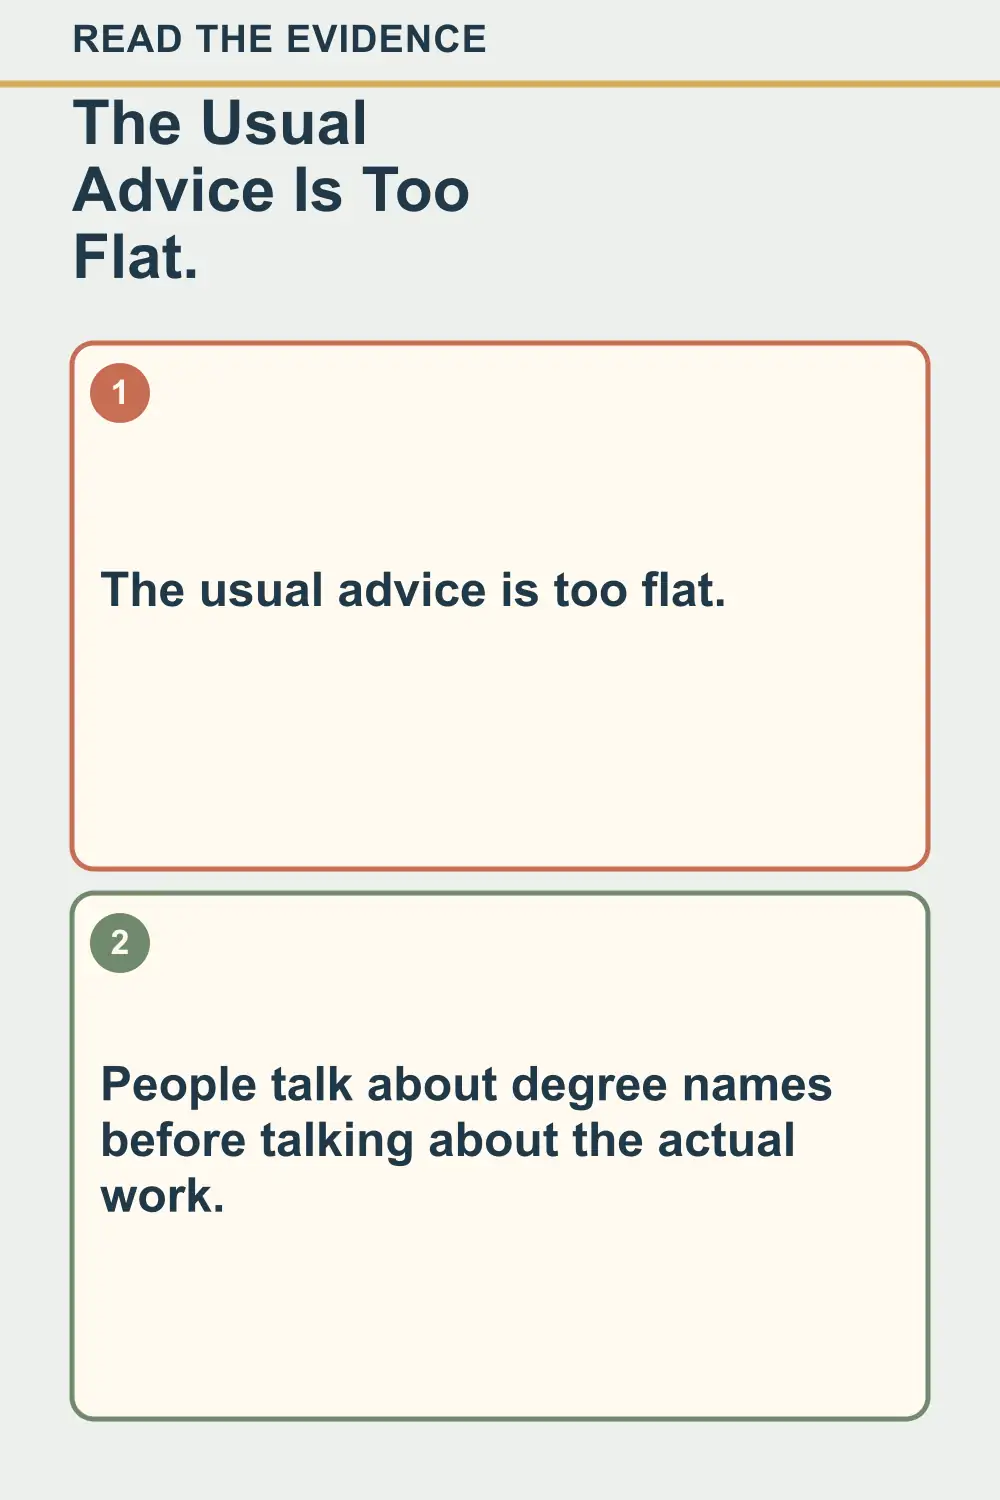 READ THE EVIDENCE
The Usual
Advice Is Too
Flat.
1
The usual advice is too flat.
2
People talk about degree names
before talking about the actual
work.